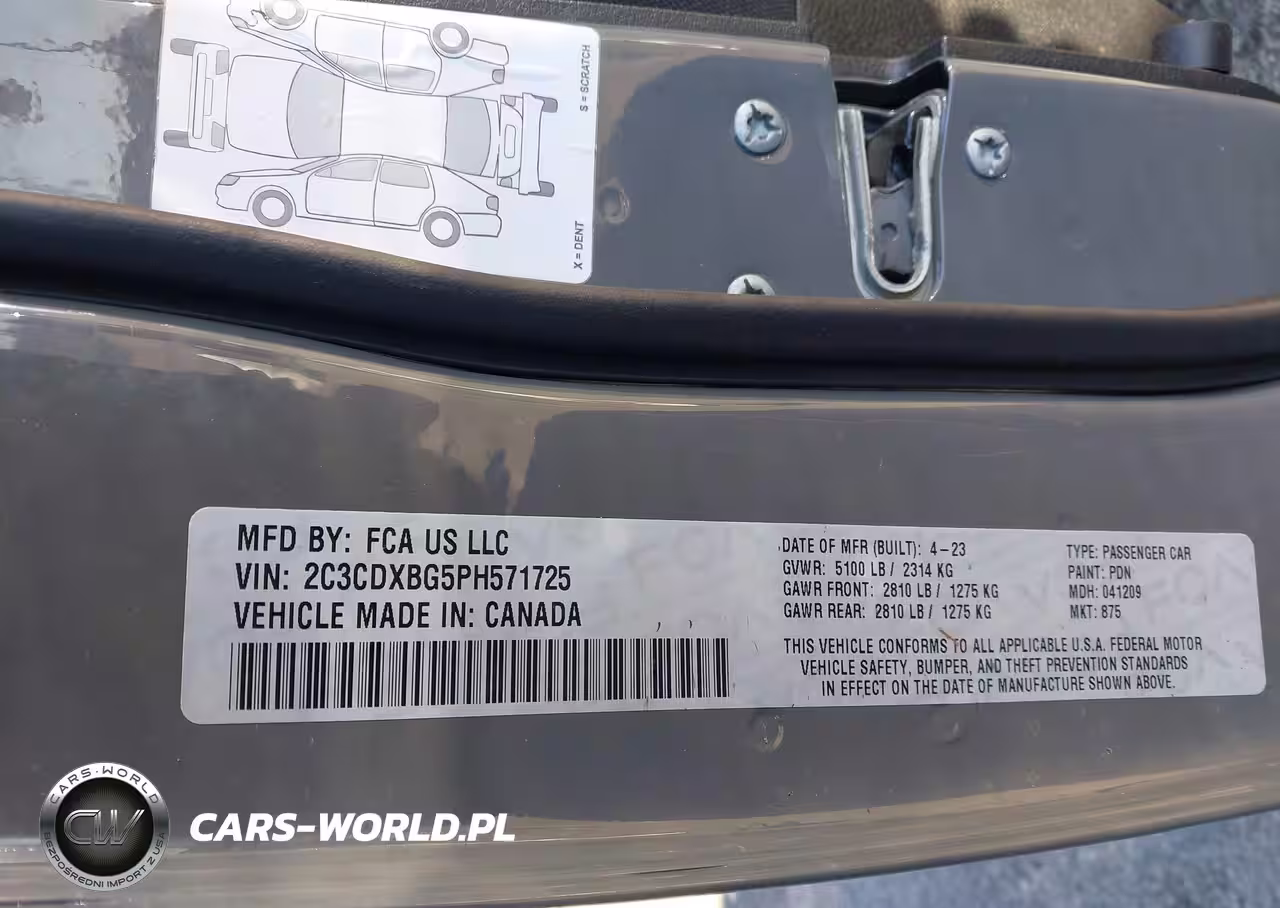 S = SCRATCH
X = DENT
MFD BY: FCA US LLC
VIN: 2C3CDXBG5PH571725
VEHICLE MADE IN: CANADA
DATE OF MFR (BUILT): 4-23
GVWR: 5100 LB / 2314 KG
GAWR FRONT: 2810 LB / 1275 KG
GAWR REAR: 2810 LB / 1275 KG
TYPE: PASSENGER CAR
PAINT: PDN
MDH: 041209
MKT: 875
THIS VEHICLE CONFORMS TO ALL APPLICABLE U.S.A. FEDERAL MOTOR
VEHICLE SAFETY, BUMPER, AND THEFT PREVENTION STANDARDS
IN EFFECT ON THE DATE OF MANUFACTURE SHOWN ABOVE.
CARS-WORLD
CW
BEZPOŚREDNI IMPORT Z USA
CARS-WORLD.PL